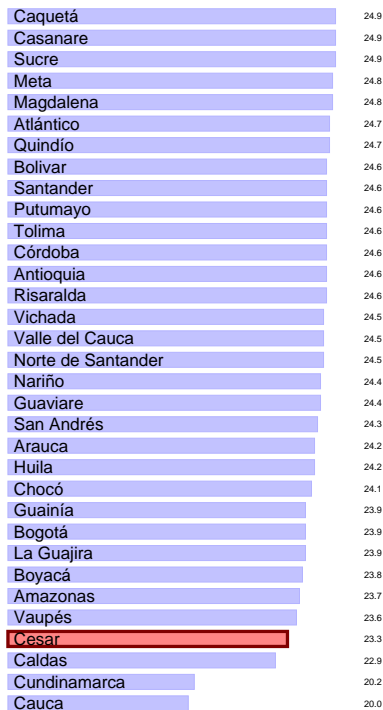 Caquetá 24.9
Casanare 24.9
Sucre 24.9
Meta 24.8
Magdalena 24.8
Atlántico 24.7
Quindío 24.7
Bolivar 24.6
Santander 24.6
Putumayo 24.6
Tolima 24.6
Córdoba 24.6
Antioquia 24.6
Risaralda 24.6
Vichada 24.5
Valle del Cauca 24.5
Norte de Santander 24.5
Nariño 24.4
Guaviare 24.4
San Andrés 24.3
Arauca 24.2
Huila 24.2
Chocó 24.1
Guainía 23.9
Bogotá 23.9
La Guajira 23.9
Boyacá 23.8
Amazonas 23.7
Vaupés 23.6
Cesar 23.3
Caldas 22.9
Cundinamarca 20.2
Cauca 20.0